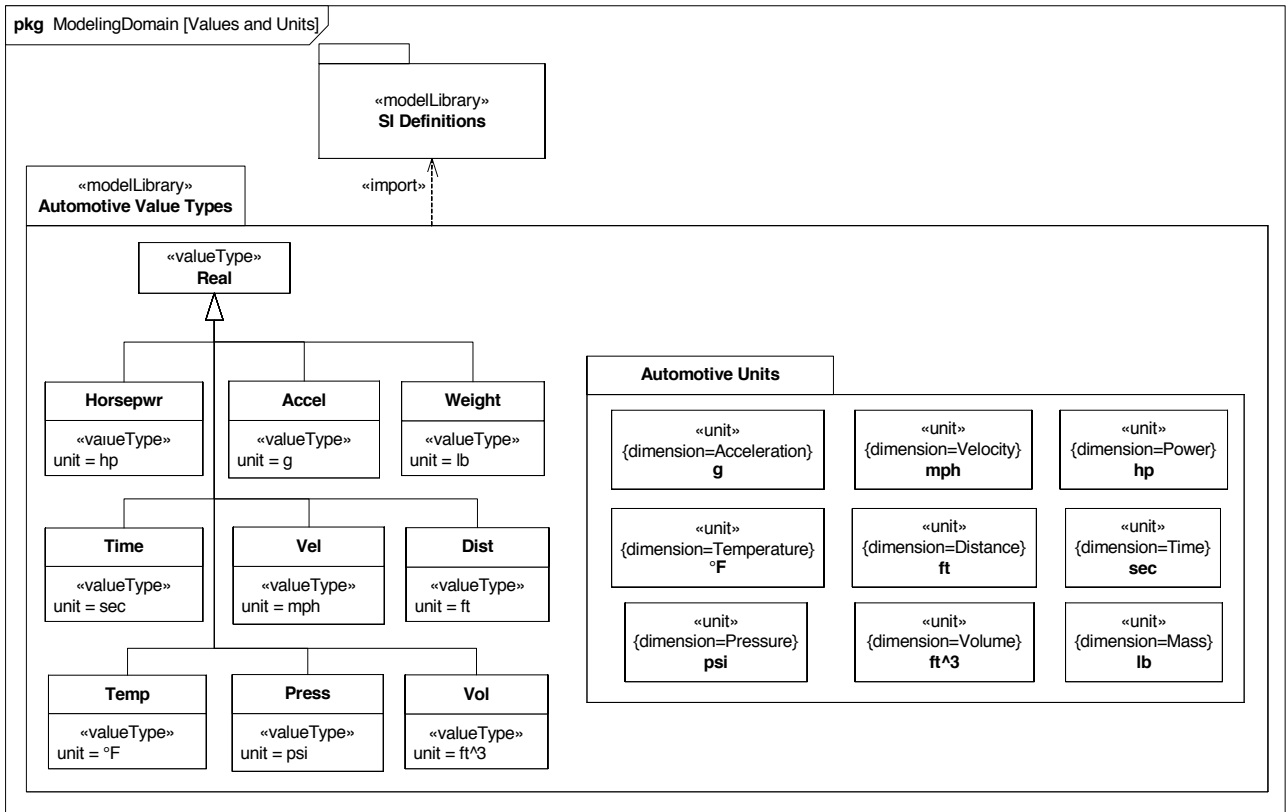 pkg ModelingDomain [Values and Units]
«modelLibrary»
SI Definitions
«modelLibrary»
Automotive Value Types
«import»
«valueType»
Real
Horsepwr
«valueType»
unit = hp
Accel
«valueType»
unit = g
Weight
«valueType»
unit = lb
Time
«valueType»
unit = sec
Vel
«valueType»
unit = mph
Dist
«valueType»
unit = ft
Temp
«valueType»
unit = °F
Press
«valueType»
unit = psi
Vol
«valueType»
unit = ft^3
Automotive Units
«unit»
{dimension=Acceleration}
g
«unit»
{dimension=Velocity}
mph
«unit»
{dimension=Power}
hp
«unit»
{dimension=Temperature}
°F
«unit»
{dimension=Distance}
ft
«unit»
{dimension=Time}
sec
«unit»
{dimension=Pressure}
psi
«unit»
{dimension=Volume}
ft^3
«unit»
{dimension=Mass}
lb